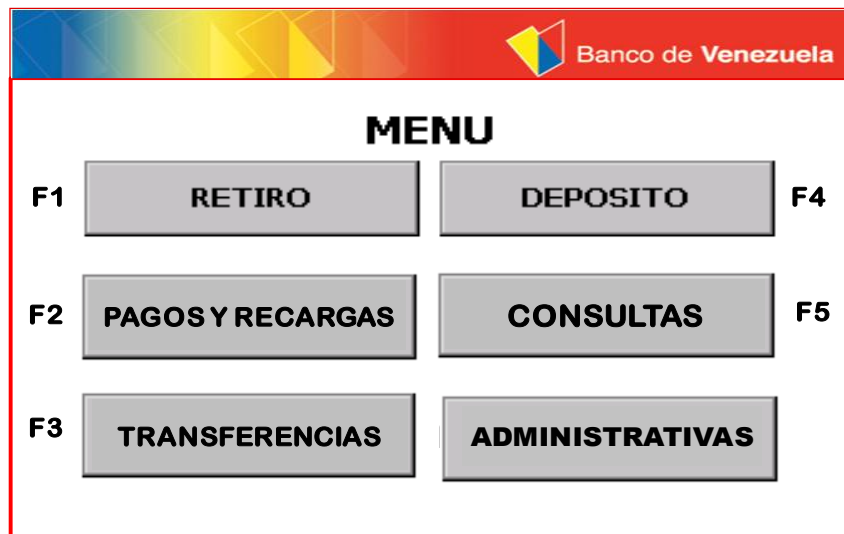 Banco de Venezuela
MENU
F1 RETIRO DEPOSITO F4
F2 PAGOS Y RECARGAS CONSULTAS F5
F3 TRANSFERENCIAS ADMINISTRATIVAS